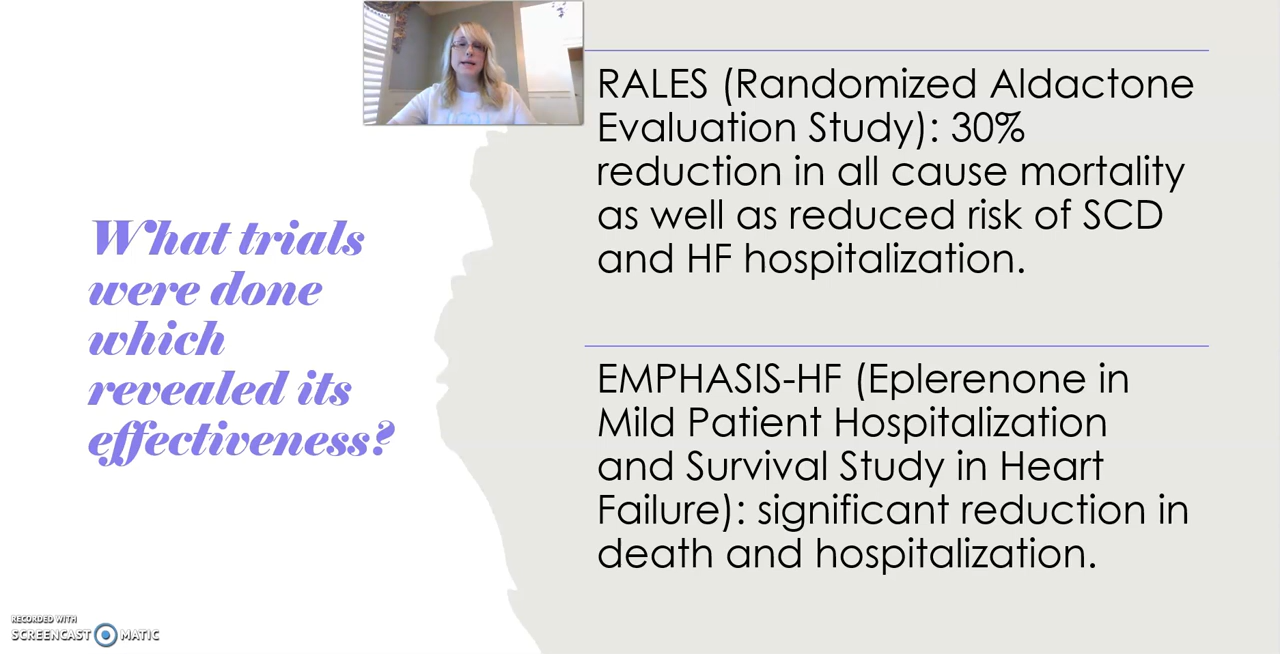 What trials
were done
which
revealed its
effectiveness?
RALES (Randomized Aldactone
Evaluation Study): 30%
reduction in all cause mortality
as well as reduced risk of SCD
and HF hospitalization.
EMPHASIS-HF (Eplerenone in
Mild Patient Hospitalization
and Survival Study in Heart
Failure): significant reduction in
death and hospitalization.
RECORDED WITH
SCREENCAST MATIC